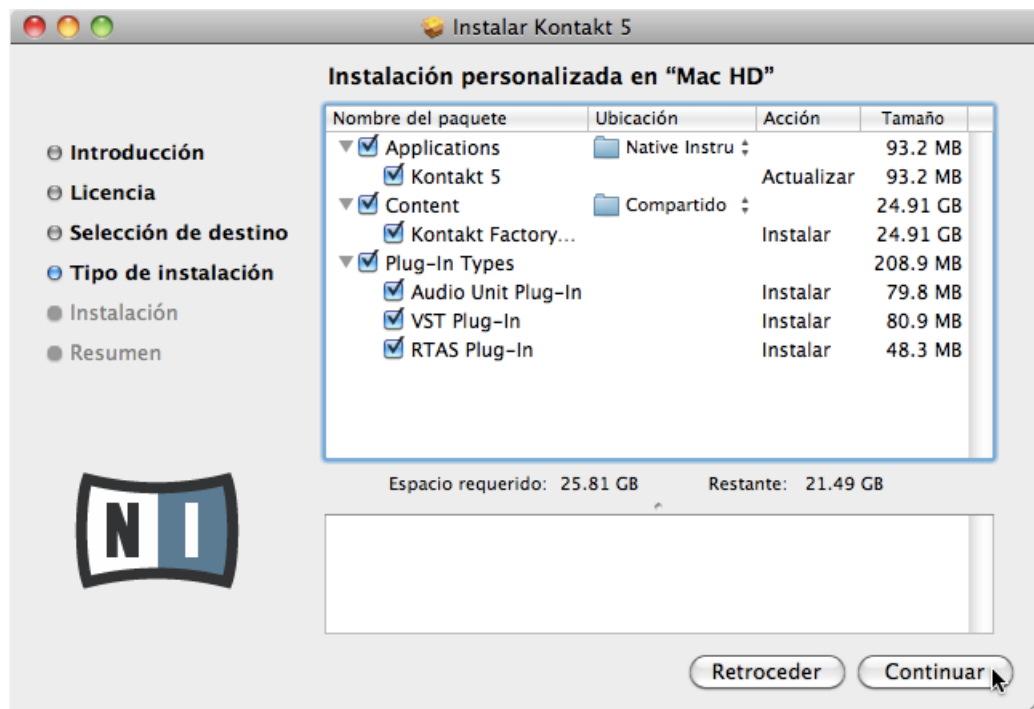 Instalar Kontakt 5
Instalación personalizada en “Mac HD”
Introducción
Licencia
Selección de destino
Tipo de instalación
Instalación
Resumen
Nombre del paquete Ubicación Acción Tamaño
Applications Native Instru 93.2 MB
Kontakt 5 Actualizar 93.2 MB
Content Compartido 24.91 GB
Kontakt Factory... Instalar 24.91 GB
Plug-In Types 208.9 MB
Audio Unit Plug-In Instalar 79.8 MB
VST Plug-In Instalar 80.9 MB
RTAS Plug-In Instalar 48.3 MB
Espacio requerido: 25.81 GB Restante: 21.49 GB
NI
Retroceder Continuar